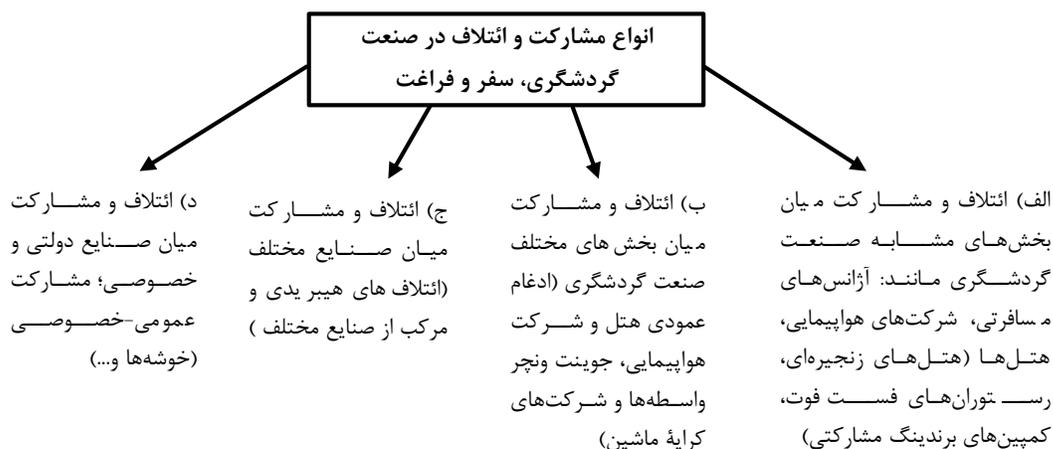 انواع مشارکت و ائتلاف در صنعت
گردشگری، سفر و فراغت
الف) ائتلاف و مشارکت میان
بخش‌های مشابه صنعت
گردشگری مانند: آژانس‌های
مسافرتی، شرکت‌های هواپیمایی،
هتل‌ها (هتل‌های زنجیره‌ای،
رستوران‌های فست فوت،
کمپین‌های برندینگ مشارکتی)
ب) ائتلاف و مشارکت
میان بخش های مختلف
صنعت گردشگری (ادغام
عمودی هتل و شرکت
هواپیمایی، جوینت ونچر
واسطه‌ها و شرکت‌های
کرایۀ ماشین)
ج) ائتلاف و مشارکت
میان صنایع مختلف
(ائتلاف های هیبر یدی و
مرکب از صنایع مختلف )
د) ائتلاف و مشارکت
میان صنایع دولتی و
خصوصی؛ مشارکت
عمومی-خصوصی
(خوشه‌ها و...)